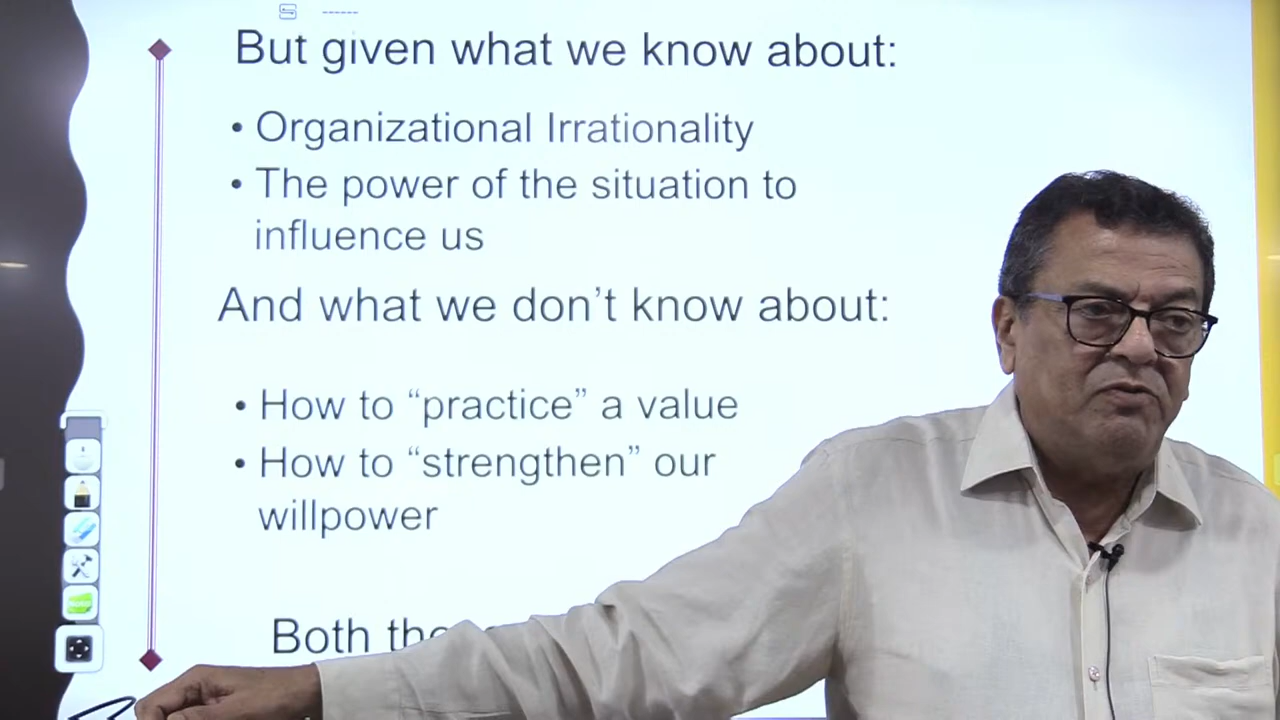 But given what we know about:
• Organizational Irrationality
• The power of the situation to
influence us
And what we don’t know about:
• How to “practice” a value
• How to “strengthen” our
willpower
Both